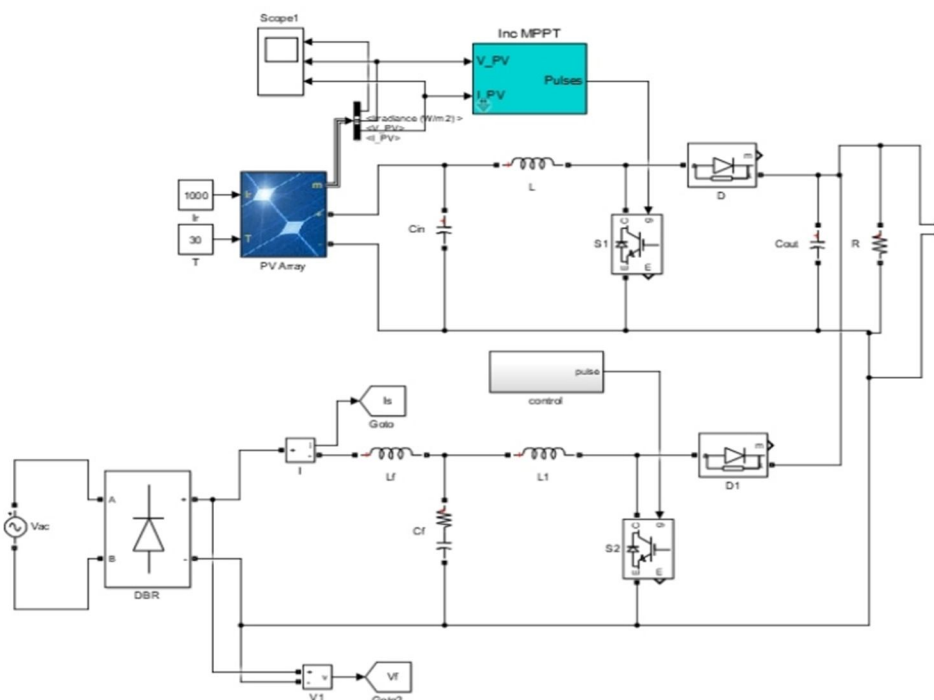 Scope1
Inc MPPT
V_PV
Pulses
I_PV
<Irradiance (W/m2) >
<V_PV>
<I_PV>
1000
Ir
Ir
m
+
-
30
T
T
PV Array
Cin
L
S1
C
g
E
m
a
m
D
Cout
R
pulse
control
Is
Goto
+
-
i
I
Lf
L1
a
m
D1
Vac
A
B
+
-
DBR
Cf
S2
C
g
E
m
+
-
v
V1
Vf